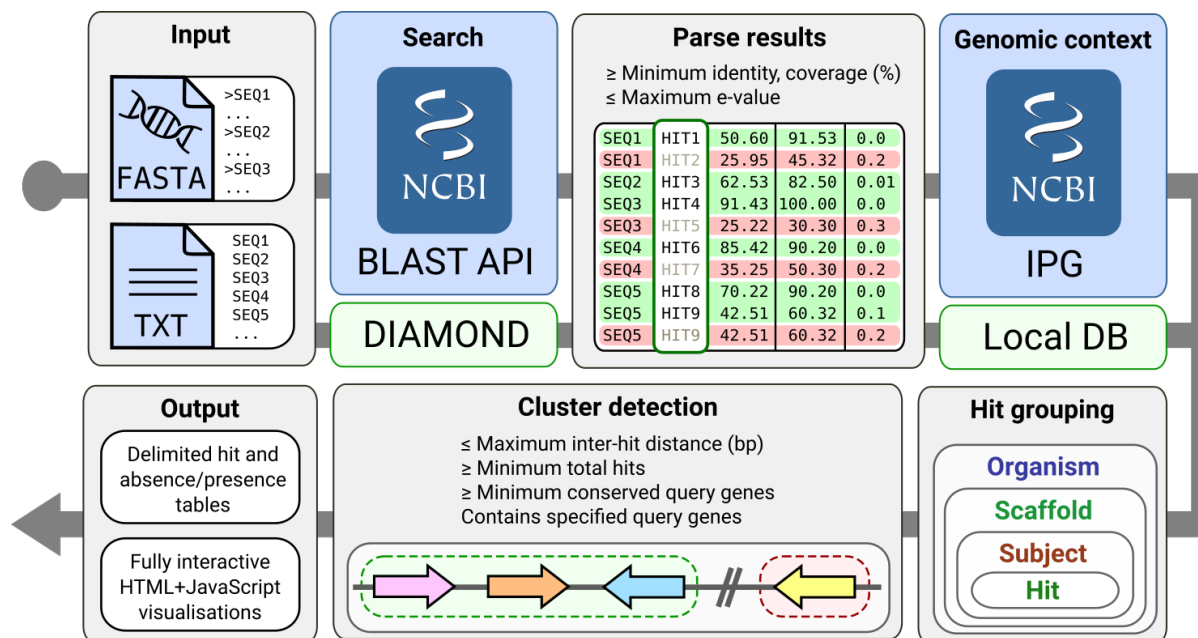 Input
>SEQ1
...
>SEQ2
...
>SEQ3
...
FASTA
SEQ1
SEQ2
SEQ3
SEQ4
SEQ5
...
TXT
Search
NCBI
BLAST API
DIAMOND
Parse results
≥ Minimum identity, coverage (%)
≤ Maximum e-value
SEQ1 HIT1 50.60 91.53 0.0
SEQ1 HIT2 25.95 45.32 0.2
SEQ2 HIT3 62.53 82.50 0.01
SEQ3 HIT4 91.43 100.00 0.0
SEQ3 HIT5 25.22 30.30 0.3
SEQ4 HIT6 85.42 90.20 0.0
SEQ4 HIT7 35.25 50.30 0.2
SEQ5 HIT8 70.22 90.20 0.0
SEQ5 HIT9 42.51 60.32 0.1
SEQ5 HIT9 42.51 60.32 0.2
Genomic context
NCBI
IPG
Local DB
Hit grouping
Organism
Scaffold
Subject
Hit
Cluster detection
≤ Maximum inter-hit distance (bp)
≥ Minimum total hits
≥ Minimum conserved query genes
Contains specified query genes
Output
Delimited hit and
absence/presence
tables
Fully interactive
HTML+JavaScript
visualisations